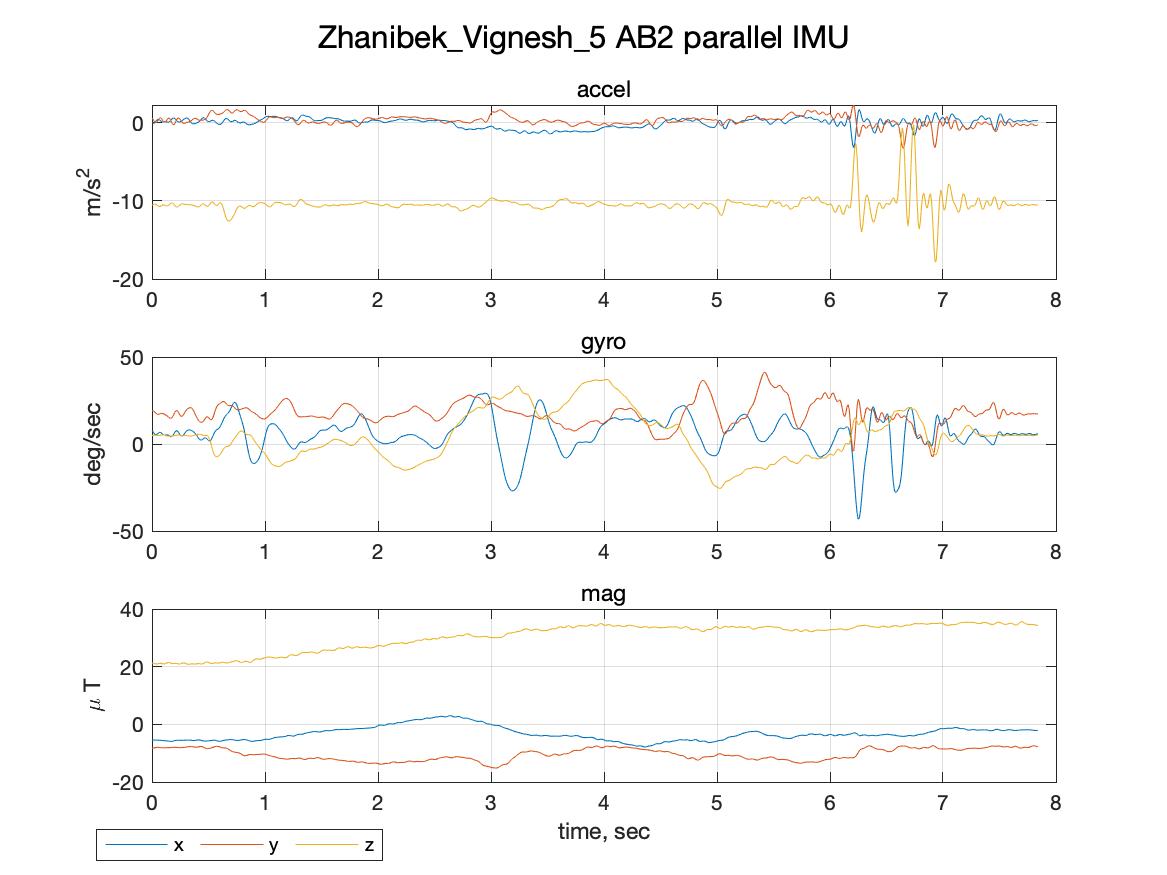 Zhanibek_Vignesh_5 AB2 parallel IMU
accel
0
-10
-20
m/s²
0 1 2 3 4 5 6 7 8
gyro
50
0
-50
deg/sec
0 1 2 3 4 5 6 7 8
mag
40
20
0
-20
μ T
0 1 2 3 4 5 6 7 8
time, sec
x y z